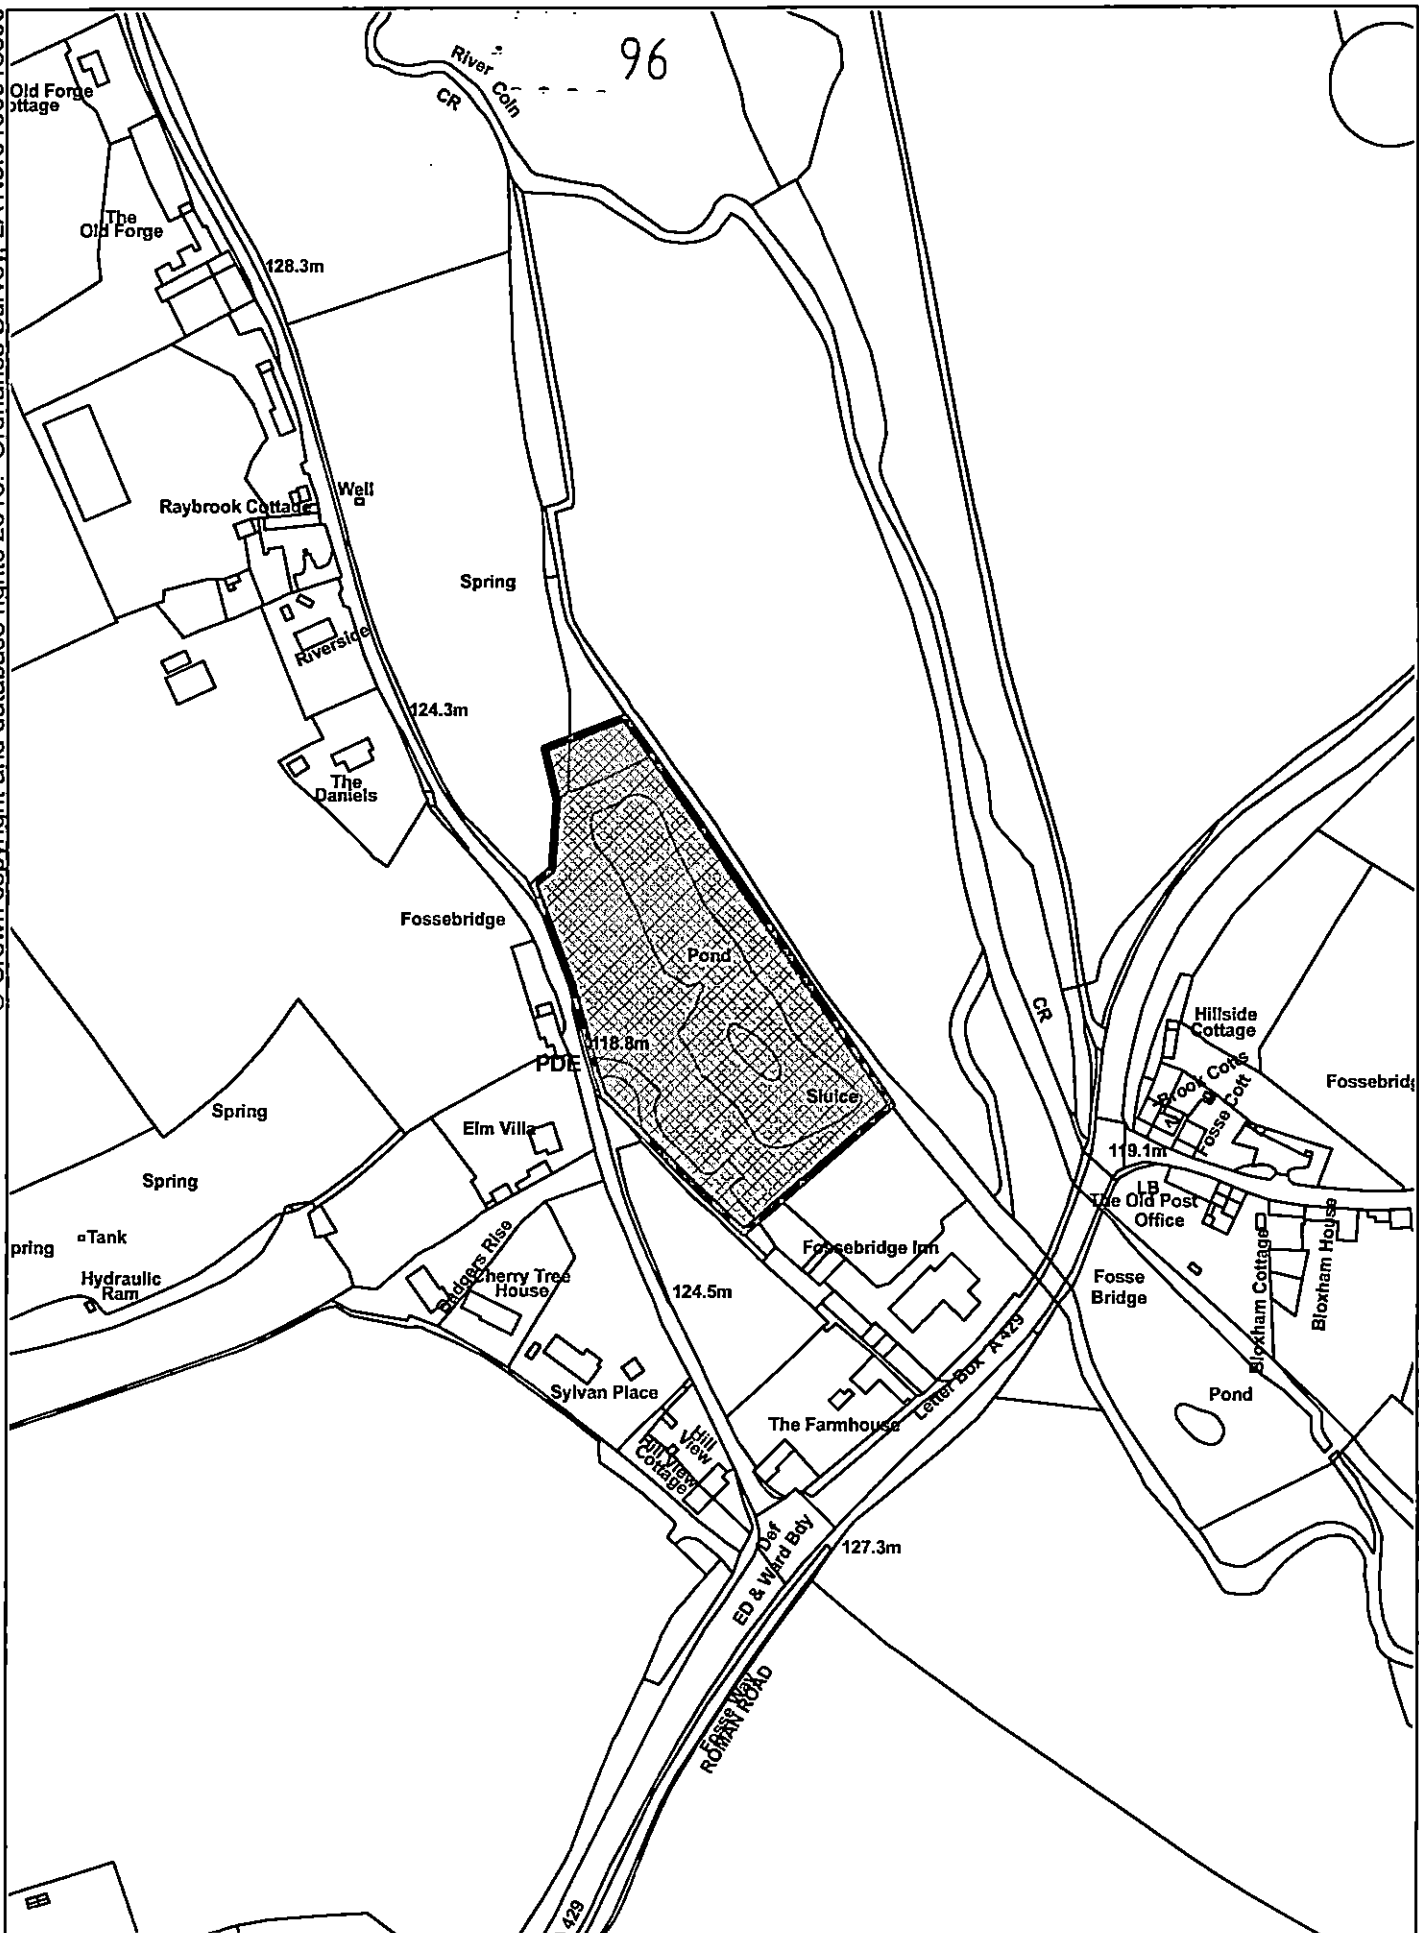 96
River
Coln
CR
Old Forge
ottage
The
Old Forge
128.3m
Well
Raybrook Cottage
Spring
Riverside
124.3m
The
Daniels
Fossebridge
Pond
CR
Hillside
Cottage
118.8m
PDE
Brook Cotts
Fosse Cott
Fossebridg
Sluice
Spring
Elm Villa
119.1m
Spring
LB
The Old Post
Office
pring
Tank
Hydraulic
Ram
Badgers Rise
Cherry Tree
House
Fossebridge Inn
124.5m
Fosse
Bridge
Bloxham Cottage
Bloxham House
Letter Box
A 429
Sylvan Place
Pond
The Farmhouse
Hill
View
Hill View
Cottage
Def
ED & Ward Bdy
127.3m
Fosse Way
ROMAN ROAD
429